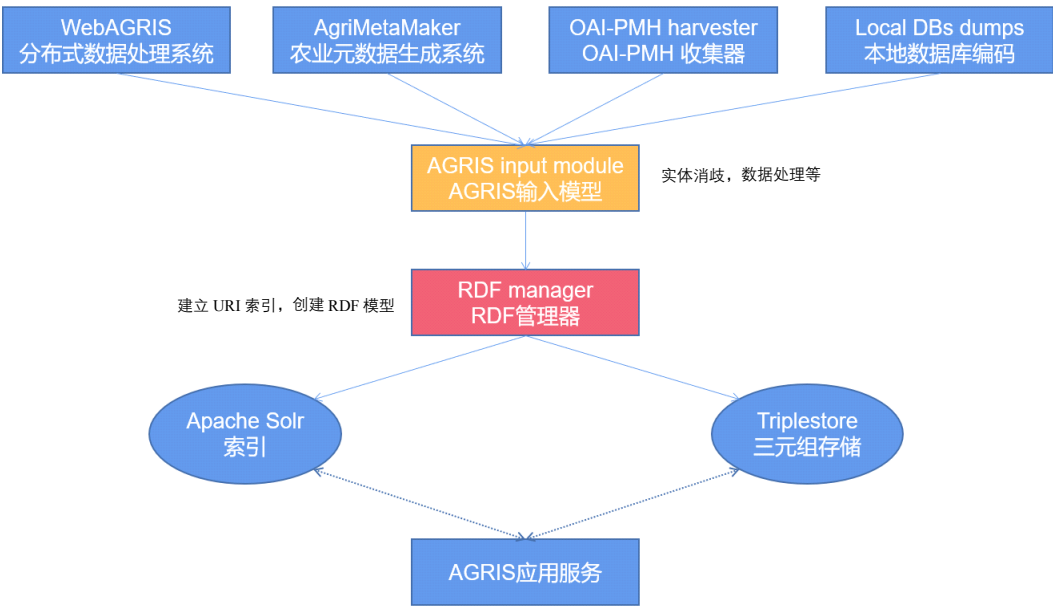 WebAGRIS
分布式数据处理系统
AgriMetaMaker
农业元数据生成系统
OAI-PMH harvester
OAI-PMH 收集器
Local DBs dumps
本地数据库编码
AGRIS input module
AGRIS输入模型
实体消歧，数据处理等
RDF manager
RDF管理器
建立 URI 索引，创建 RDF 模型
Apache Solr
索引
Triplestore
三元组存储
AGRIS应用服务